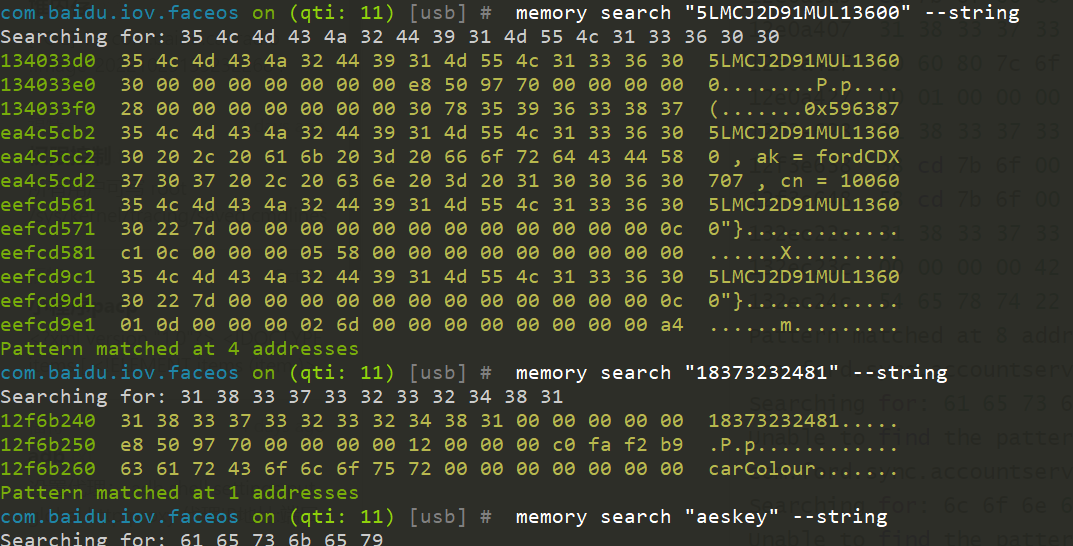 com.baidu.iov.faceos on (qti: 11) [usb] # memory search "5LMCJ2D91MUL13600" --string
Searching for: 35 4c 4d 43 4a 32 44 39 31 4d 55 4c 31 33 36 30 30
134033d0 35 4c 4d 43 4a 32 44 39 31 4d 55 4c 31 33 36 30 5LMCJ2D91MUL1360
134033e0 30 00 00 00 00 00 00 00 e8 50 97 70 00 00 00 00 0........P.p....
134033f0 28 00 00 00 00 00 00 00 30 78 35 39 36 33 38 37 (.......0x596387
ea4c5cb2 35 4c 4d 43 4a 32 44 39 31 4d 55 4c 31 33 36 30 5LMCJ2D91MUL1360
ea4c5cc2 30 20 2c 20 61 6b 20 3d 20 66 6f 72 64 43 44 58 0 , ak = fordCDX
ea4c5cd2 37 30 37 20 2c 20 63 6e 20 3d 20 31 30 30 36 30 707 , cn = 10060
eefcd561 35 4c 4d 43 4a 32 44 39 31 4d 55 4c 31 33 36 30 5LMCJ2D91MUL1360
eefcd571 30 22 7d 00 00 00 00 00 00 00 00 00 00 00 00 0c 0"}.............
eefcd581 c1 0c 00 00 00 05 58 00 00 00 00 00 00 00 00 00 ......X.........
eefcd9c1 35 4c 4d 43 4a 32 44 39 31 4d 55 4c 31 33 36 30 5LMCJ2D91MUL1360
eefcd9d1 30 22 7d 00 00 00 00 00 00 00 00 00 00 00 00 0c 0"}.............
eefcd9e1 01 0d 00 00 00 02 6d 00 00 00 00 00 00 00 00 a4 ......m.........
Pattern matched at 4 addresses
com.baidu.iov.faceos on (qti: 11) [usb] # memory search "18373232481" --string
Searching for: 31 38 33 37 33 32 33 32 34 38 31
12f6b240 31 38 33 37 33 32 33 32 34 38 31 00 00 00 00 00 18373232481.....
12f6b250 e8 50 97 70 00 00 00 00 12 00 00 00 c0 fa f2 b9 .P.p............
12f6b260 63 61 72 43 6f 6c 6f 75 72 00 00 00 00 00 00 00 carColour.......
Pattern matched at 1 addresses
com.baidu.iov.faceos on (qti: 11) [usb] # memory search "aeskey" --string
Searching for: 61 65 73 6b 65 79